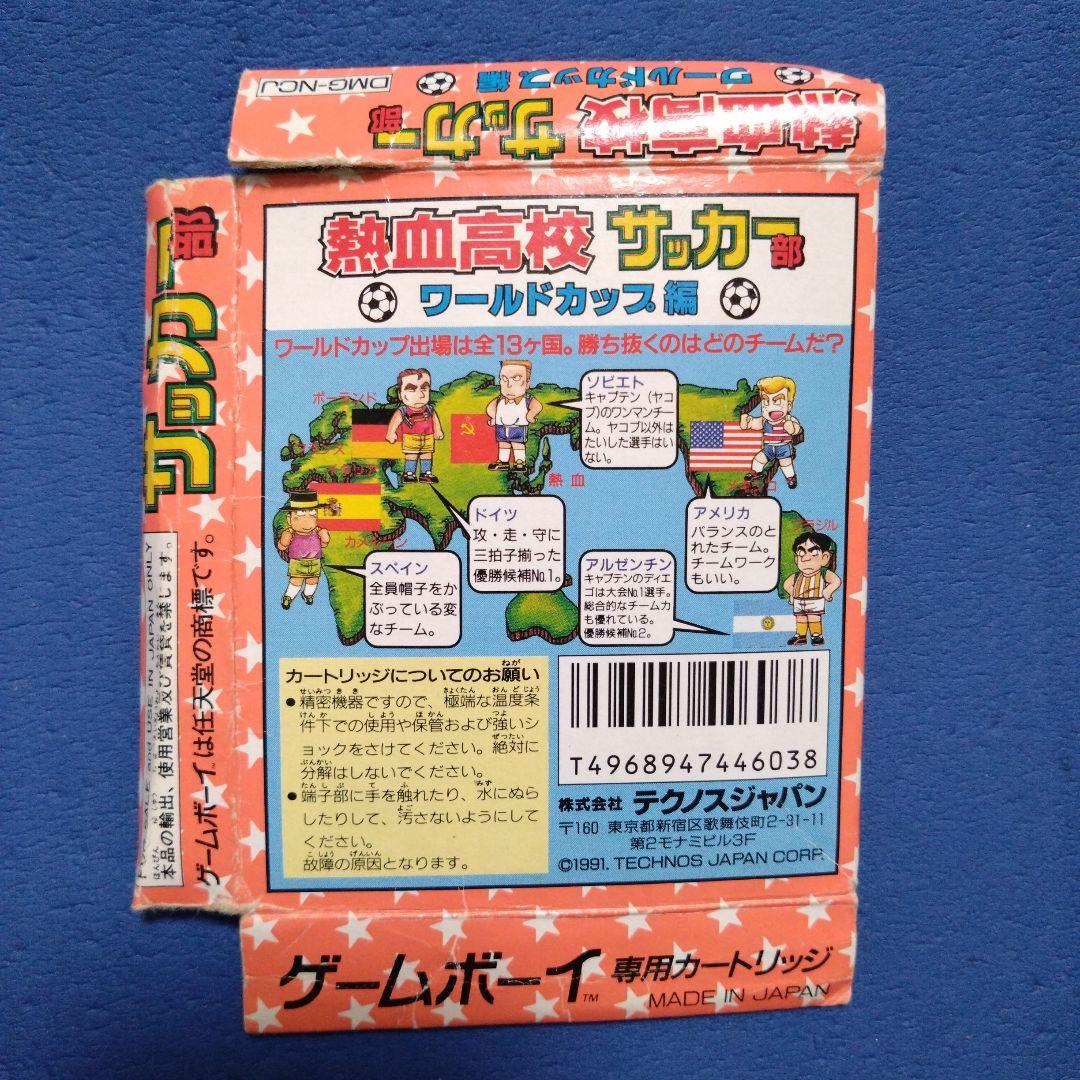 DMG-NCJ
熱血高校サッカー部
ワールドカップ編
サッカー部
熱血高校 サッカー部
ワールドカップ編
ワールドカップ出場は全13ヶ国。勝ち抜くのはどのチームだ?
ポーランド
熱血
カメルーン
ソビエト
キャプテン(ヤコ
ブ)のワンマンチー
ム。ヤコブ以外は
たいした選手はい
ない。
ドイツ
攻・走・守に
三拍子揃った
優勝候補No.1。
アメリカ
バランスのと
れたチーム。
チームワーク
もいい。
スペイン
全員帽子をか
ぶっている変
なチーム。
アルゼンチン
キャプテンのディエ
ゴは大会No.1選手。
総合的なチーム力
も優れている。
優勝候補No.2。
カートリッジについてのお願い
●精密機器ですので、極端な温度条
件下での使用や保管および強いシ
ョックをさけてください。絶対に
分解はしないでください。
●端子部に手を触れたり、水にぬら
したりして、汚さないようにして
ください。
故障の原因となります。
T4968947446038
株式会社 テクノスジャパン
〒160 東京都新宿区歌舞伎町2-31-11
第2モナミビル3F
©1991. TECHNOS JAPAN CORP.
FOR SALE and USE IN JAPAN ONLY
本品の輸出、使用営業及び賃貸を禁じます。
ゲームボーイは任天堂の商標です。
ゲームボーイ™ 専用カートリッジ
MADE IN JAPAN